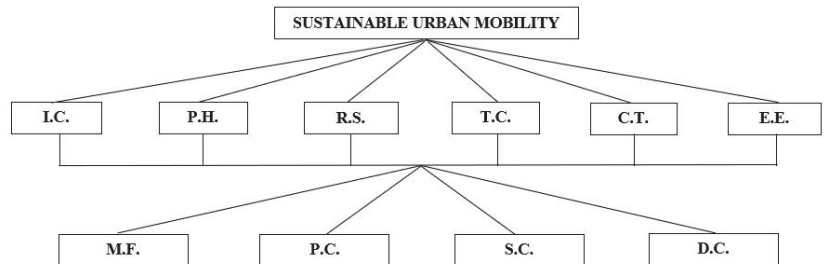 SUSTAINABLE URBAN MOBILITY
I.C.
P.H.
R.S.
T.C.
C.T.
E.E.
M.F.
P.C.
S.C.
D.C.